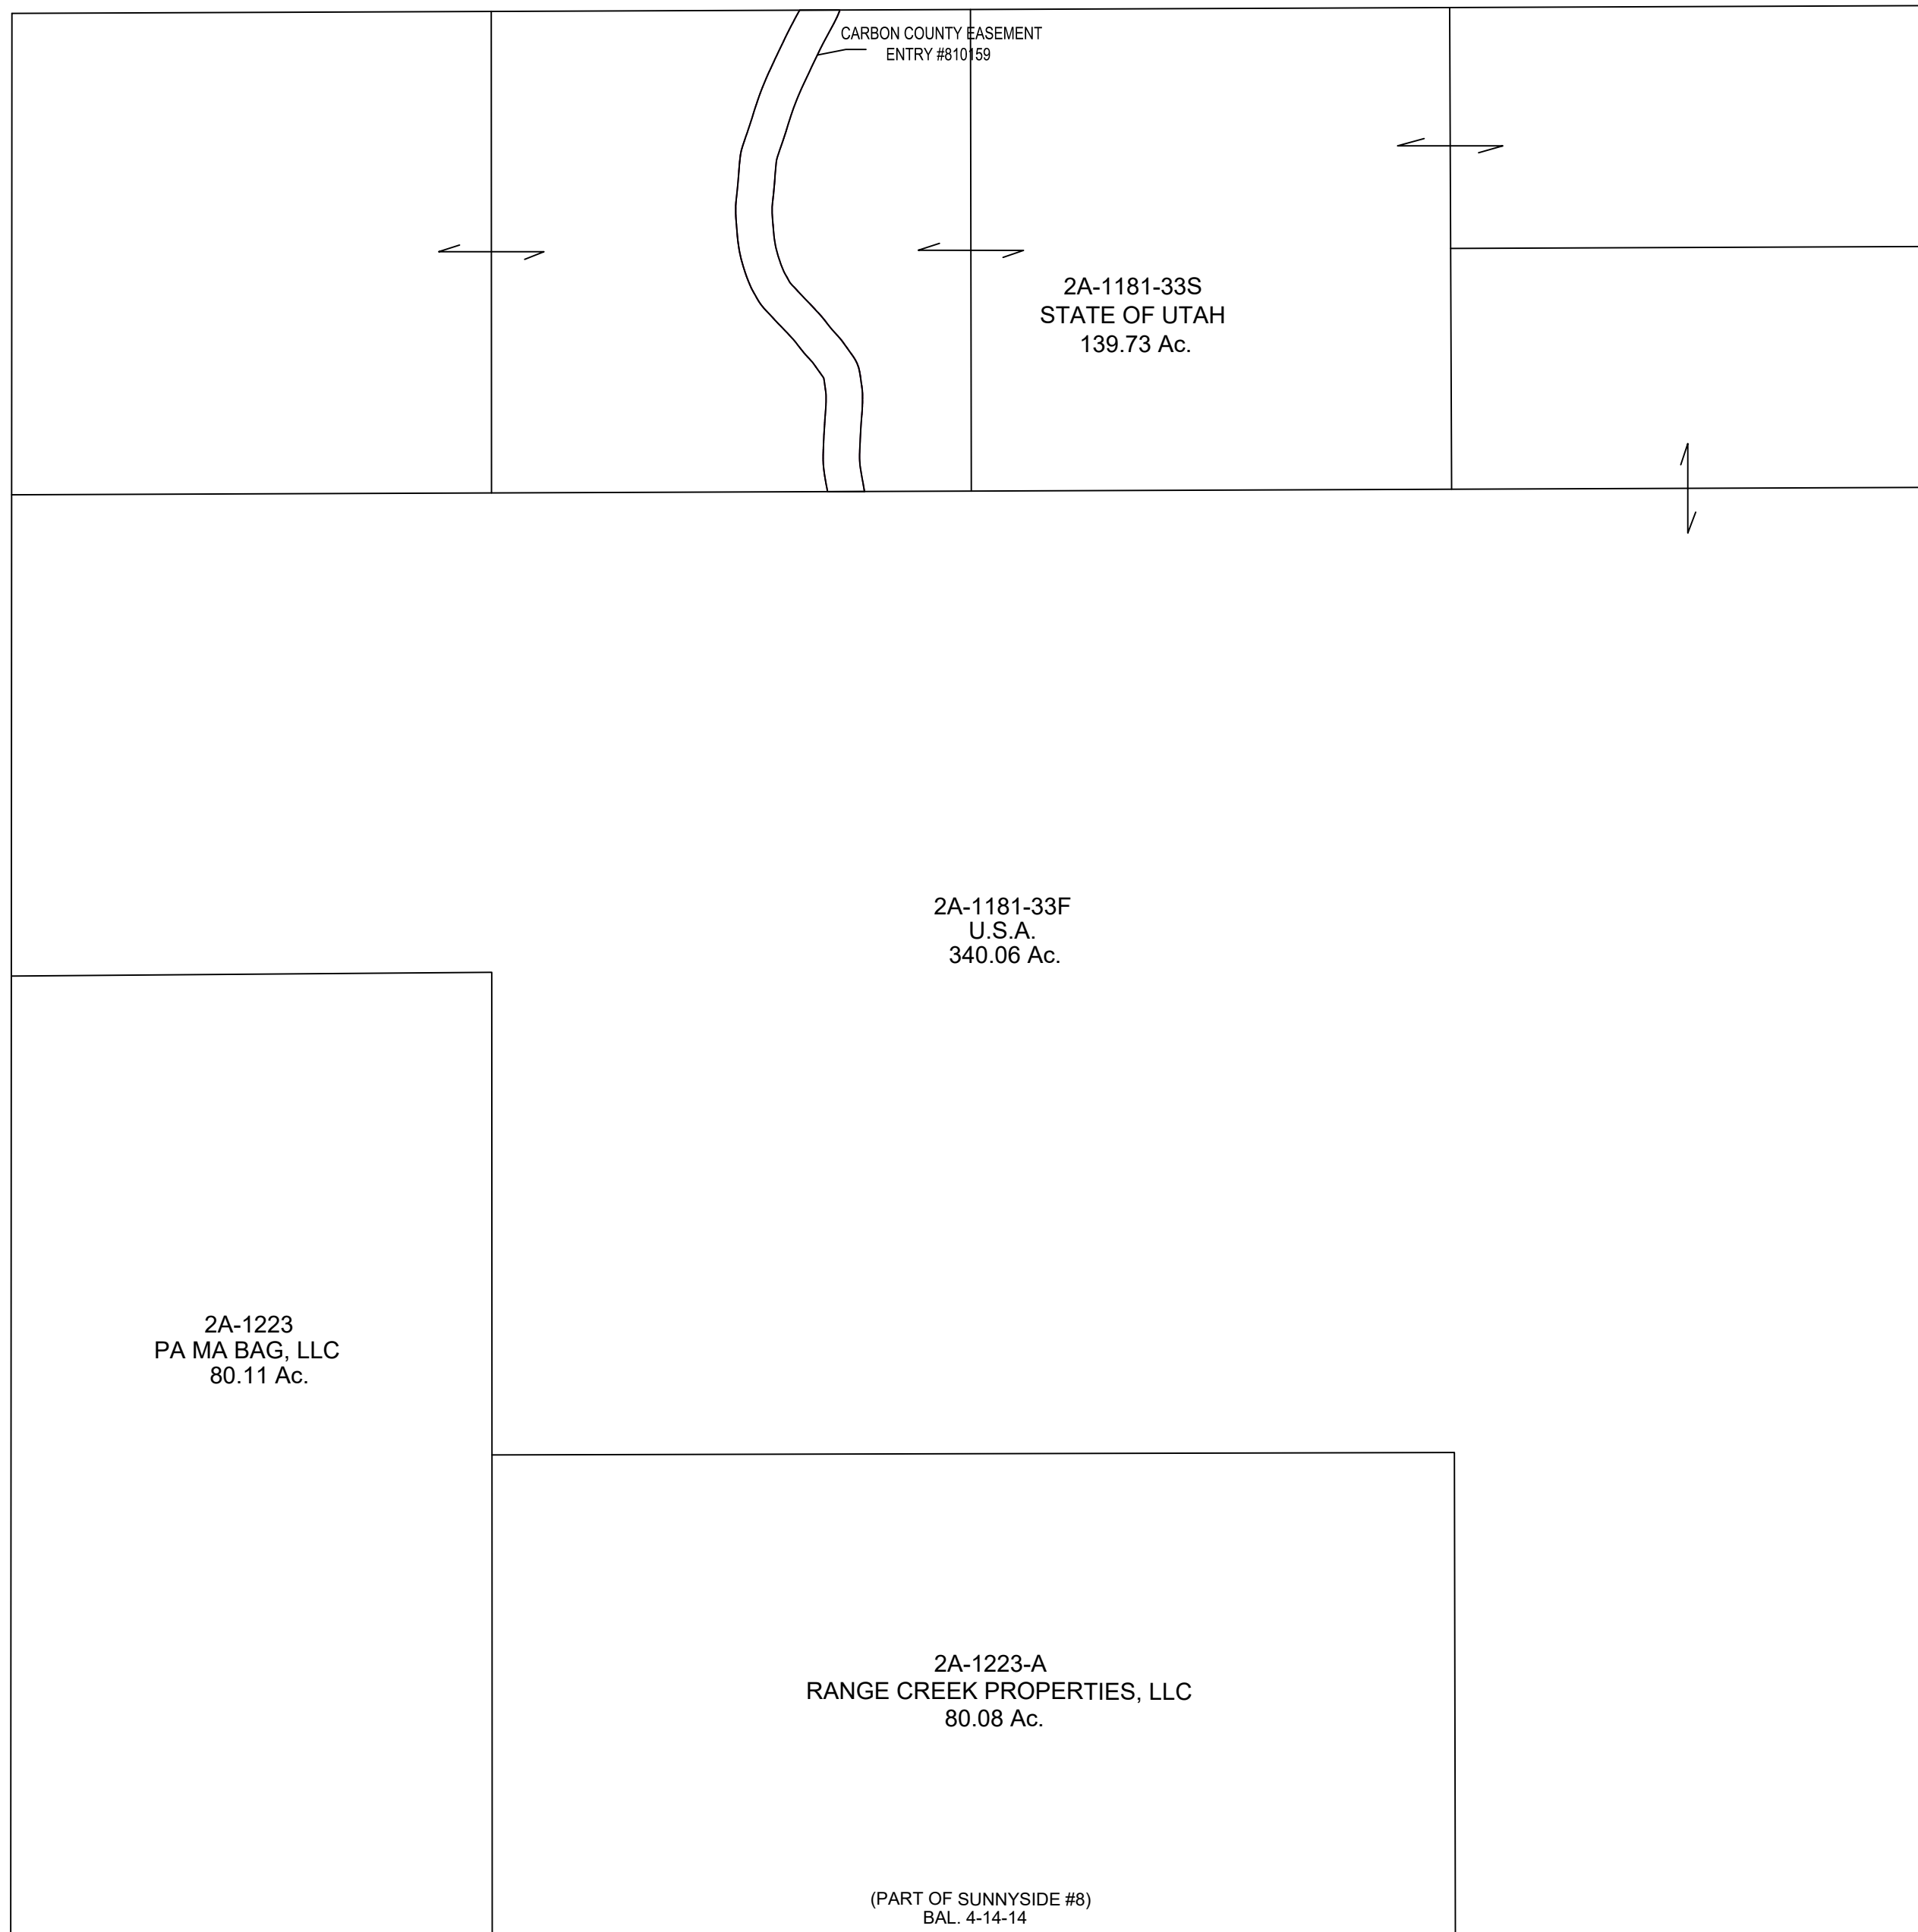 CARBON COUNTY EASEMENT
ENTRY #810159
2A-1181-33S
STATE OF UTAH
139.73 Ac.
2A-1181-33F
U.S.A.
340.06 Ac.
2A-1223
PA MA BAG, LLC
80.11 Ac.
2A-1223-A
RANGE CREEK PROPERTIES, LLC
80.08 Ac.
(PART OF SUNNYSIDE #8)
BAL. 4-14-14